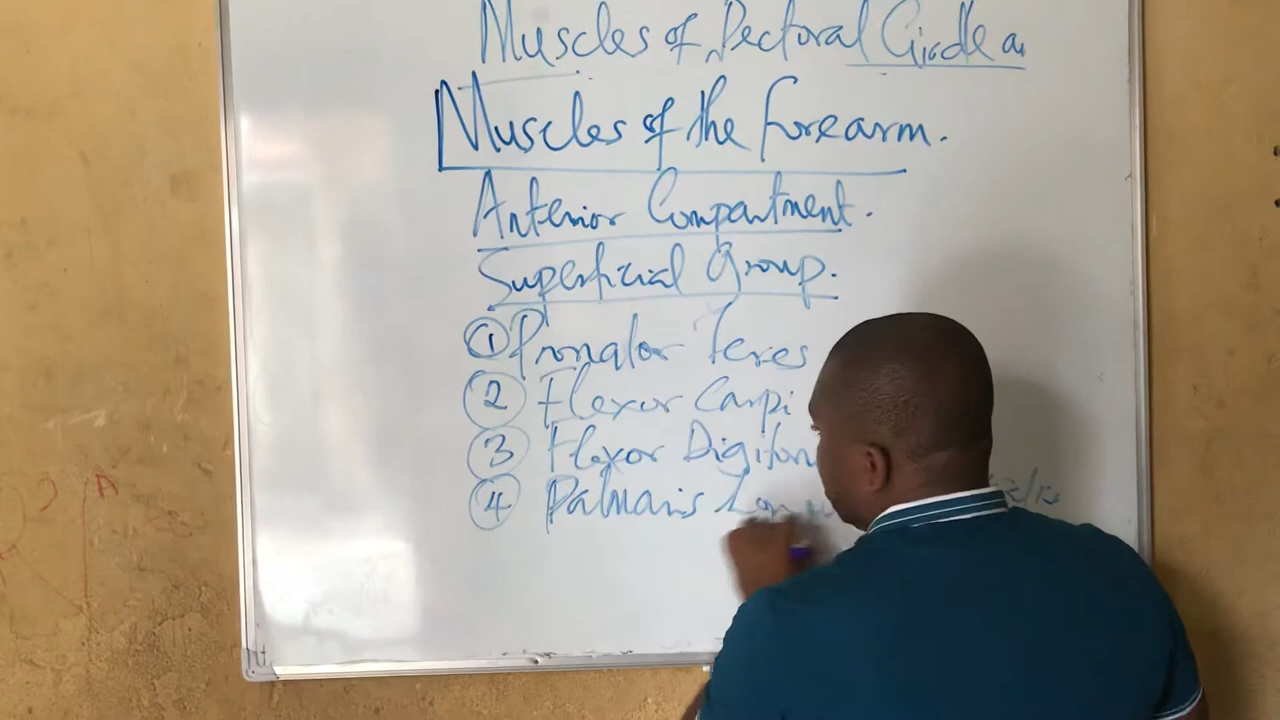 Muscles of Pectoral Girdle a
Muscles of the forearm.
Anterior Compartment.
Superficial Group.
① Pronator Teres
② Flexor Carpi
③ Flexor Digitoru
④ Palmaris Lon